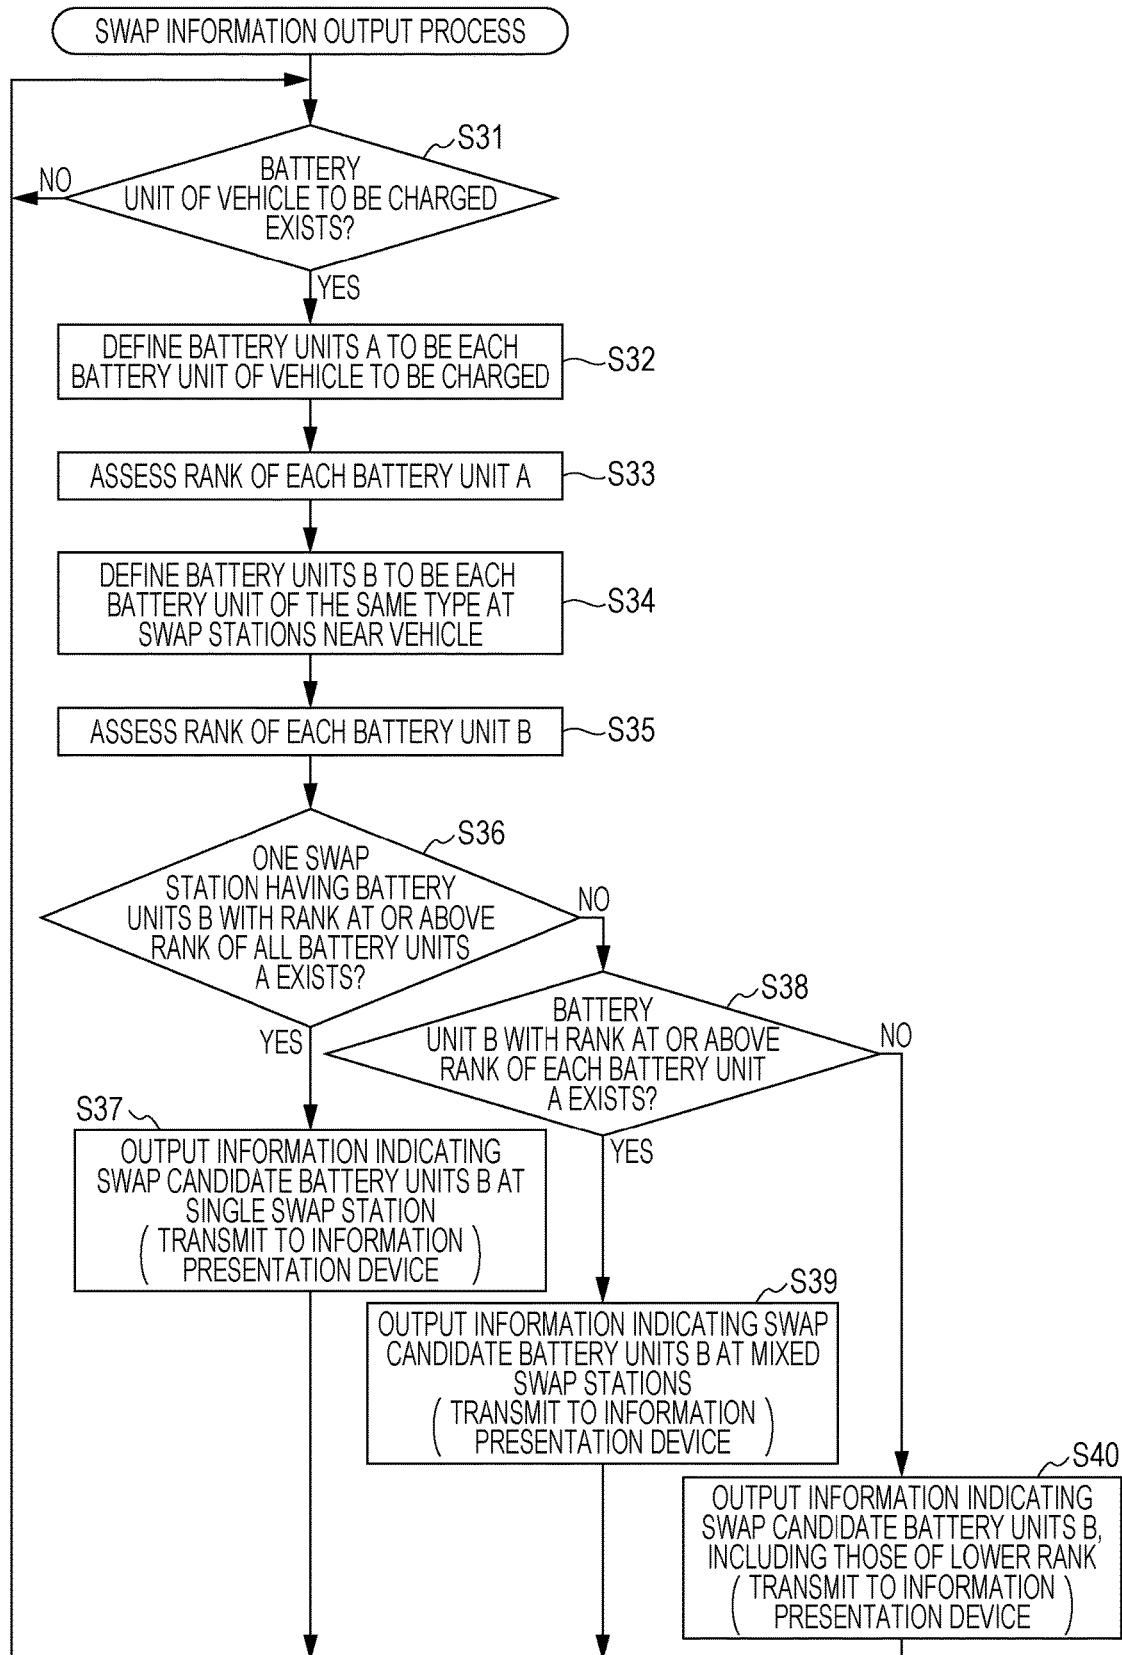 SWAP INFORMATION OUTPUT PROCESS
S31
BATTERY
UNIT OF VEHICLE TO BE CHARGED
EXISTS?
NO
YES
DEFINE BATTERY UNITS A TO BE EACH
BATTERY UNIT OF VEHICLE TO BE CHARGED
S32
ASSESS RANK OF EACH BATTERY UNIT A
S33
DEFINE BATTERY UNITS B TO BE EACH
BATTERY UNIT OF THE SAME TYPE AT
SWAP STATIONS NEAR VEHICLE
S34
ASSESS RANK OF EACH BATTERY UNIT B
S35
S36
ONE SWAP
STATION HAVING BATTERY
UNITS B WITH RANK AT OR ABOVE
RANK OF ALL BATTERY UNITS
A EXISTS?
NO
YES
S38
BATTERY
UNIT B WITH RANK AT OR ABOVE
RANK OF EACH BATTERY UNIT
A EXISTS?
NO
YES
S37
OUTPUT INFORMATION INDICATING
SWAP CANDIDATE BATTERY UNITS B AT
SINGLE SWAP STATION
( TRANSMIT TO INFORMATION
PRESENTATION DEVICE )
S39
OUTPUT INFORMATION INDICATING SWAP
CANDIDATE BATTERY UNITS B AT MIXED
SWAP STATIONS
( TRANSMIT TO INFORMATION
PRESENTATION DEVICE )
S40
OUTPUT INFORMATION INDICATING
SWAP CANDIDATE BATTERY UNITS B,
INCLUDING THOSE OF LOWER RANK
( TRANSMIT TO INFORMATION
PRESENTATION DEVICE )